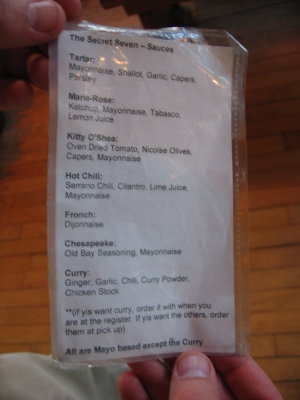 The Secret Seven – Sauces
Tartan:
Mayonnaise, Shallot, Garlic, Capers,
Parsley
Marie-Rose:
Ketchup, Mayonnaise, Tabasco,
Lemon Juice
Kitty O'Shea:
Oven Dried Tomato, Nicoise Olives,
Capers, Mayonnaise
Hot Chili:
Serrano Chili, Cilantro, Lime Juice,
Mayonnaise
Fronch:
Dijonnaise
Chesapeake:
Old Bay Seasoning, Mayonnaise
Curry:
Ginger, Garlic, Chili, Curry Powder,
Chicken Stock
**(if yis want curry, order it with when you
are at the register. If yis want the others, order
them at pick up)
All are Mayo based except the Curry